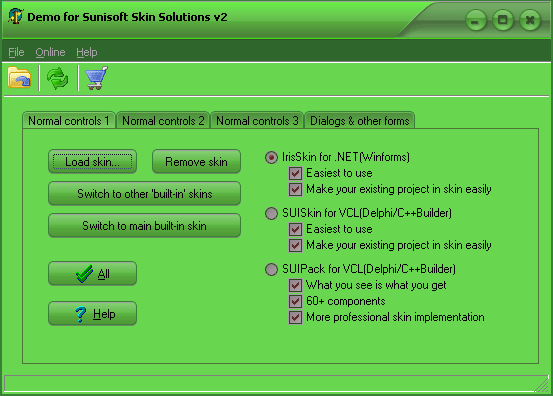 Demo for Sunisoft Skin Solutions v2
File Online Help
Normal controls 1 Normal controls 2 Normal controls 3 Dialogs & other forms
Load skin... Remove skin
Switch to other 'built-in' skins
Switch to main built-in skin
All
Help
IrisSkin for .NET(Winforms)
Easiest to use
Make your existing project in skin easily
SUISkin for VCL(Delphi/C++Builder)
Easiest to use
Make your existing project in skin easily
SUIPack for VCL(Delphi/C++Builder)
What you see is what you get
60+ components
More professional skin implementation